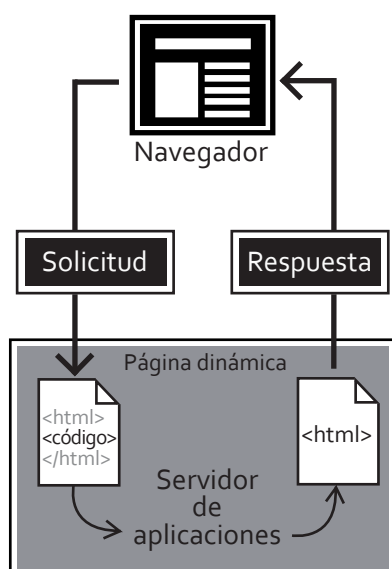 Navegador
Solicitud
Respuesta
Página dinámica
<html>
<código>
</html>
<html>
Servidor
de
aplicaciones